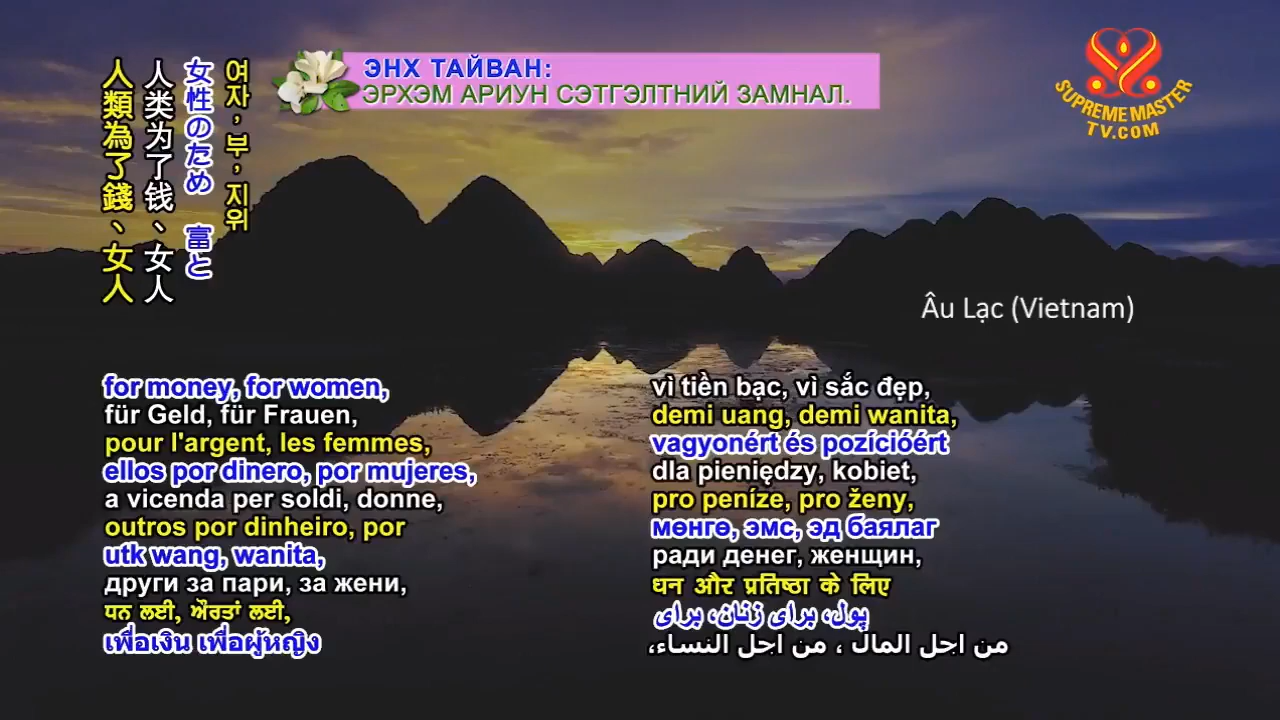 ЭНХ ТАЙВАН:
ЭРХЭМ АРИУН СЭТГЭЛТНИЙ ЗАМНАЛ.
SUPREME MASTER
TV.COM
여자, 부, 지위
女性のため 富と
人类为了钱、女人
人類為了錢、女人
Âu Lạc (Vietnam)
for money, for women,
für Geld, für Frauen,
pour l'argent, les femmes,
ellos por dinero, por mujeres,
a vicenda per soldi, donne,
outros por dinheiro, por
utk wang, wanita,
други за пари, за жени,
ਧਨ ਲਈ, ਔਰਤਾਂ ਲਈ,
เพื่อเงิน เพื่อผู้หญิง
vì tiền bạc, vì sắc đẹp,
demi uang, demi wanita,
vagyonért és pozícióért
dla pieniędzy, kobiet,
pro peníze, pro ženy,
мөнгө, эмс, эд баялаг
ради денег, женщин,
धन और प्रतिष्ठा के लिए
پول، برای زنان، برای
من اجل المال ، من اجل النساء،